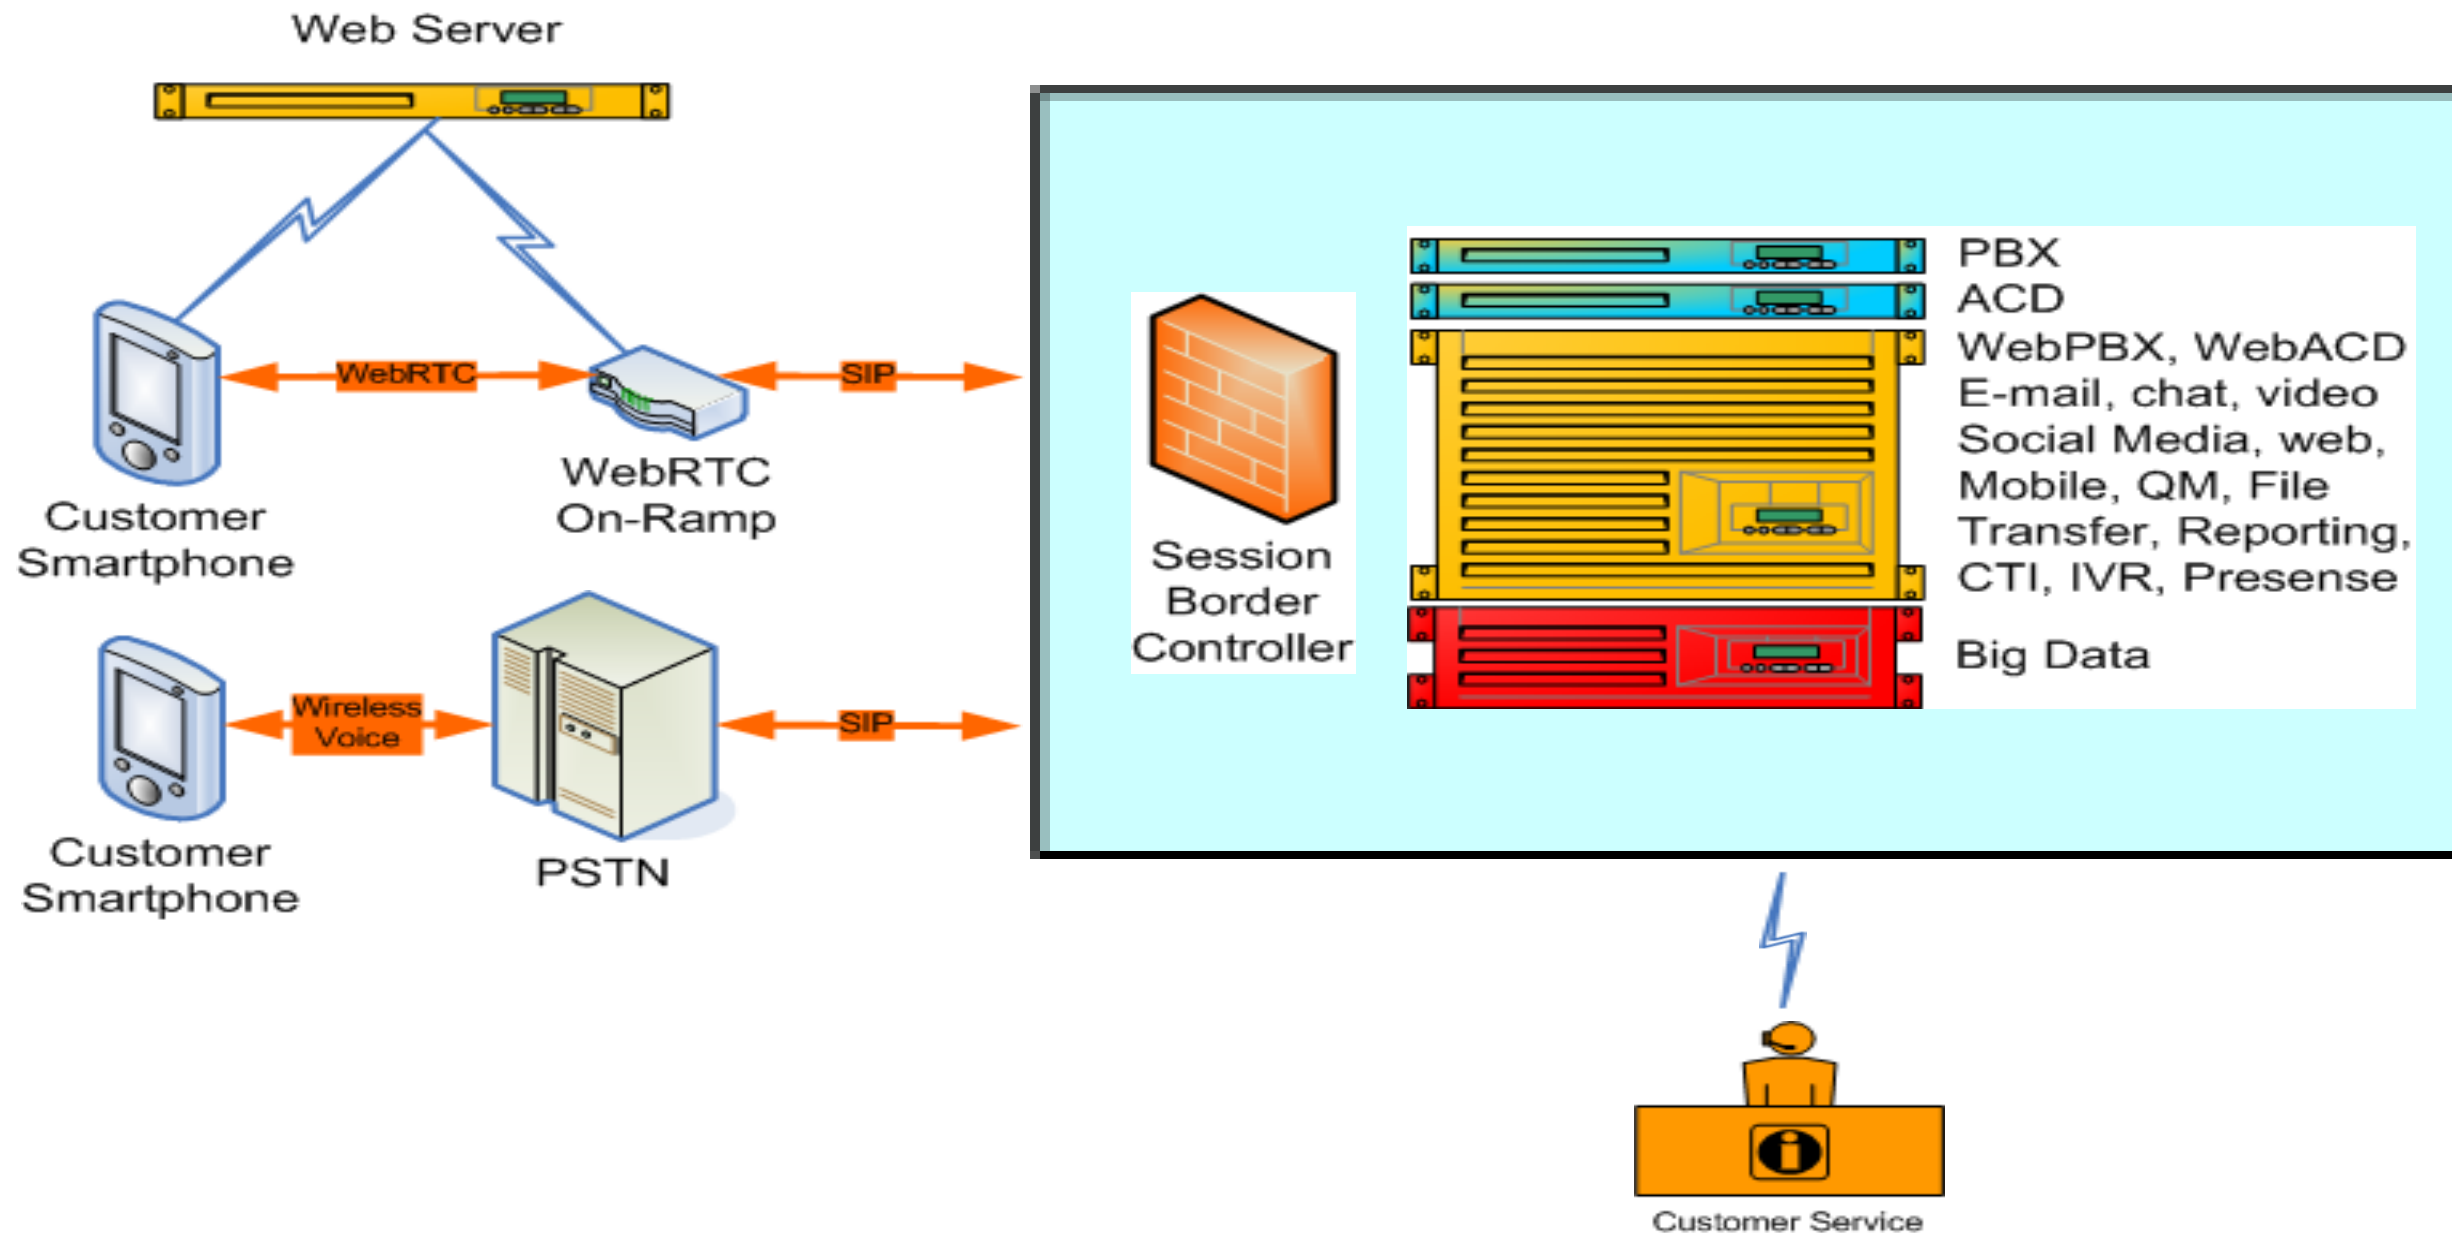 Web Server
WebRTC
SIP
Customer
Smartphone
WebRTC
On-Ramp
Wireless
Voice
SIP
Customer
Smartphone
PSTN
Session
Border
Controller
PBX
ACD
WebPBX, WebACD
E-mail, chat, video
Social Media, web,
Mobile, QM, File
Transfer, Reporting,
CTI, IVR, Presense
Big Data
i
Customer Service